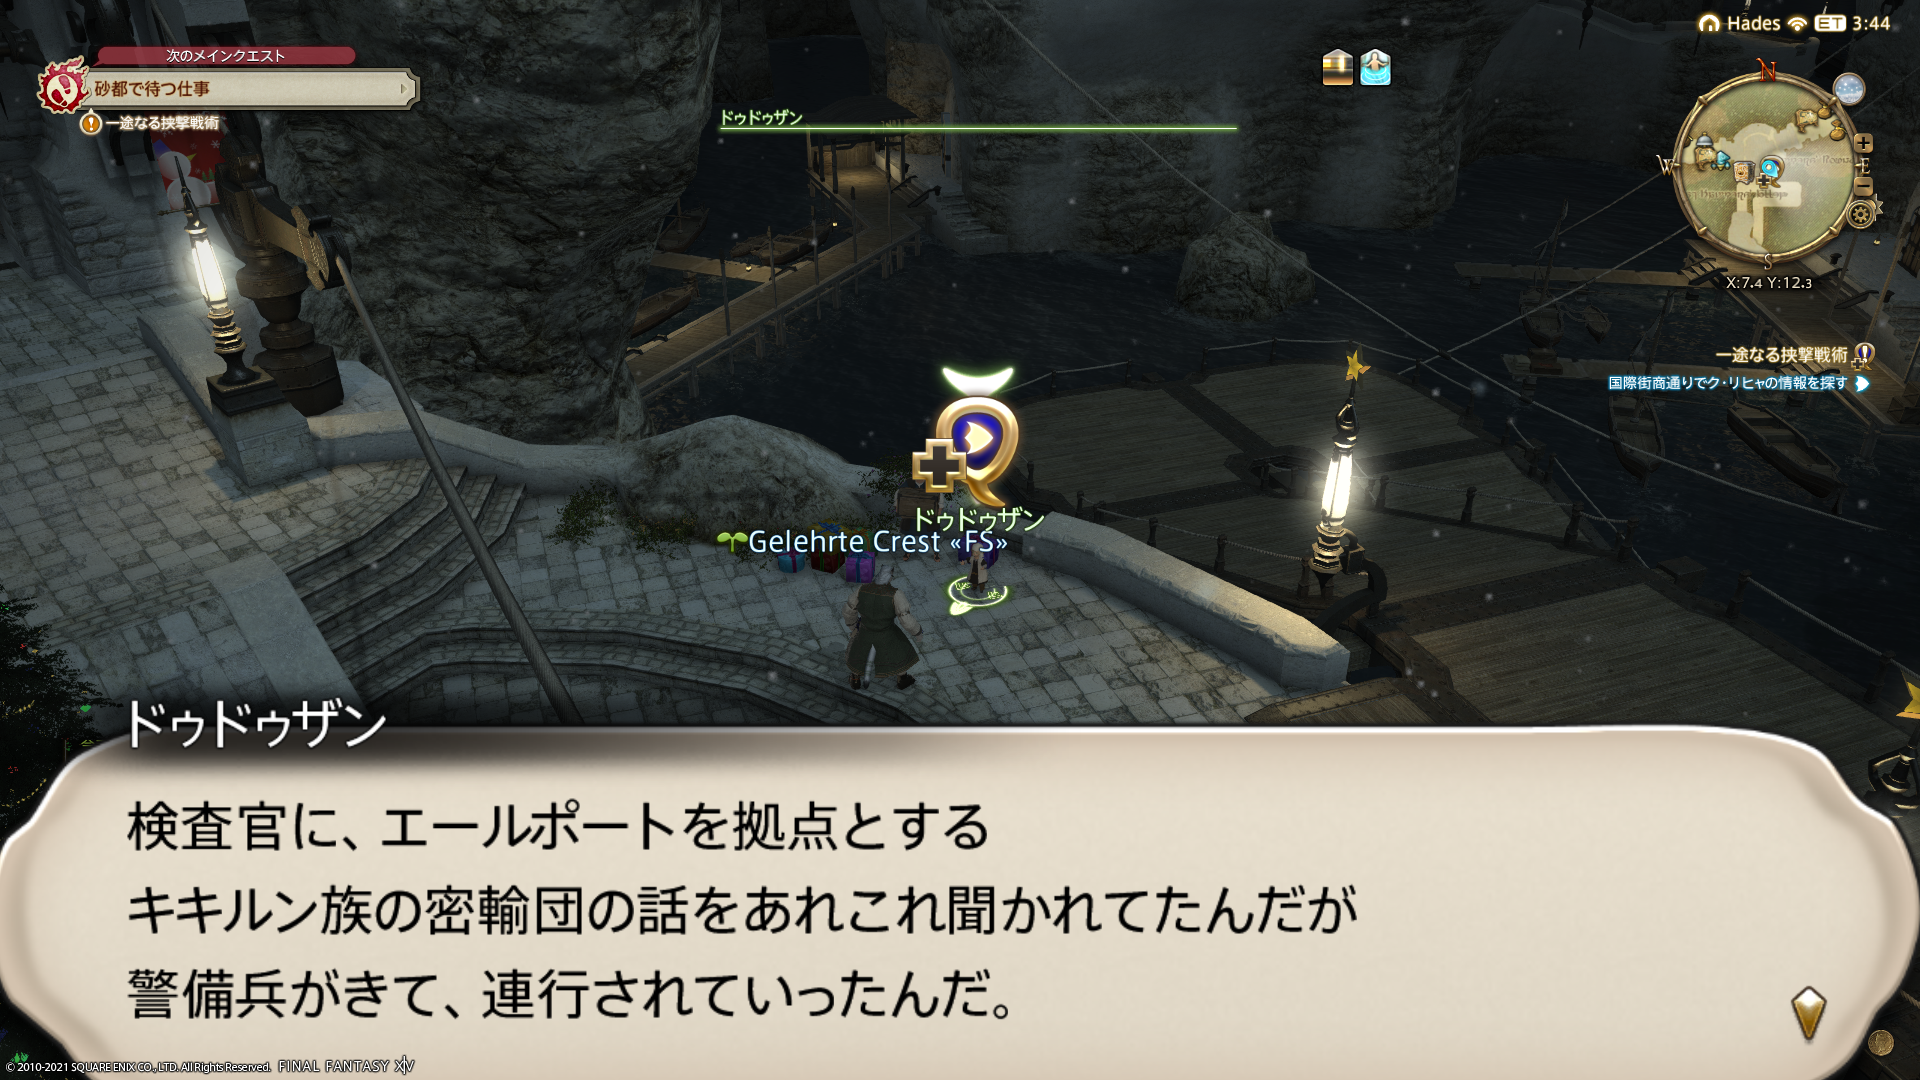 次のメインクエスト
砂都で待つ仕事
一途なる挟撃戦術
ドゥドゥザン
Hades ET 3:44
N
W
E
S
X:7.4 Y:12.3
一途なる挟撃戦術
国際街商通りでク・リヒャの情報を探す
ドゥドゥザン
Gelehrte Crest «FS»
ドゥドゥザン
検査官に、エールポートを拠点とする
キキルン族の密輸団の話をあれこれ聞かれてたんだが
警備兵がきて、連行されていったんだ。
© 2010-2021 SQUARE ENIX CO., LTD. All Rights Reserved. FINAL FANTASY XIV